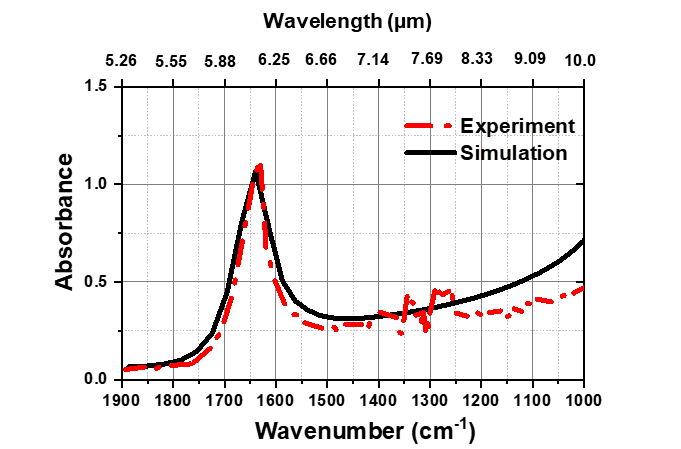 Wavelength (µm)
5.26 5.55 5.88 6.25 6.66 7.14 7.69 8.33 9.09 10.0
1.5
Experiment
Simulation
1.0
Absorbance
0.5
0.0
1900 1800 1700 1600 1500 1400 1300 1200 1100 1000
Wavenumber (cm⁻¹)